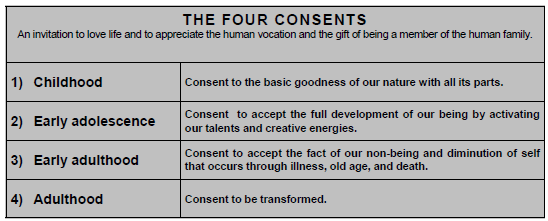 THE FOUR CONSENTS
An invitation to love life and to appreciate the human vocation and the gift of being a member of the human family.
1) Childhood
Consent to the basic goodness of our nature with all its parts.
2) Early adolescence
Consent to accept the full development of our being by activating
our talents and creative energies.
3) Early adulthood
Consent to accept the fact of our non-being and diminution of self
that occurs through illness, old age, and death.
4) Adulthood
Consent to be transformed.